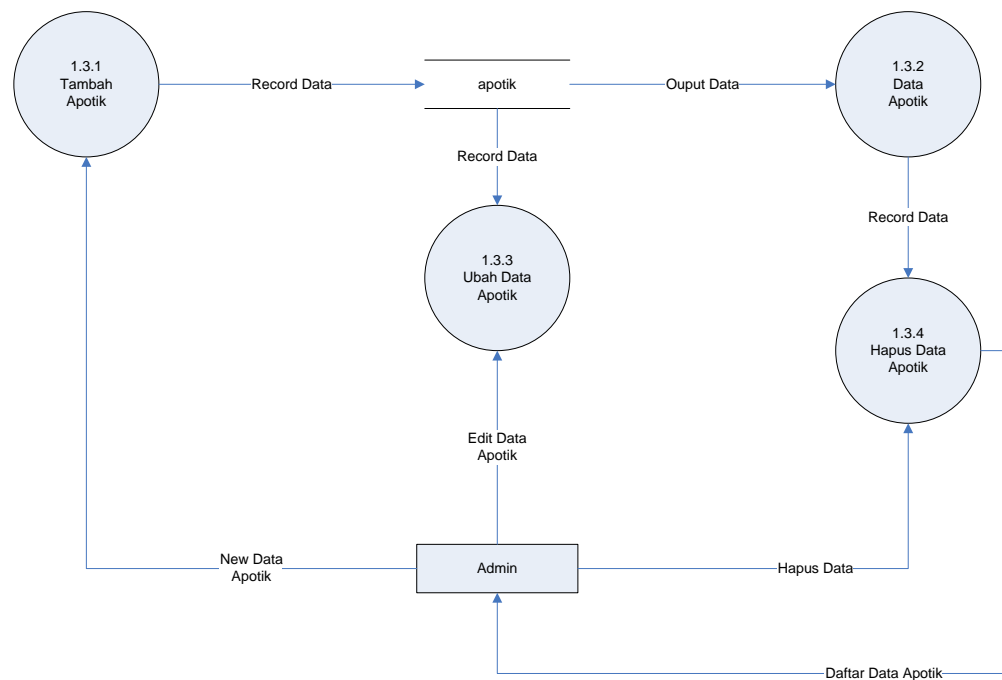 1.3.1
Tambah
Apotik
Record Data
apotik
Ouput Data
1.3.2
Data
Apotik
Record Data
Record Data
1.3.3
Ubah Data
Apotik
1.3.4
Hapus Data
Apotik
Edit Data
Apotik
New Data
Apotik
Admin
Hapus Data
Daftar Data Apotik